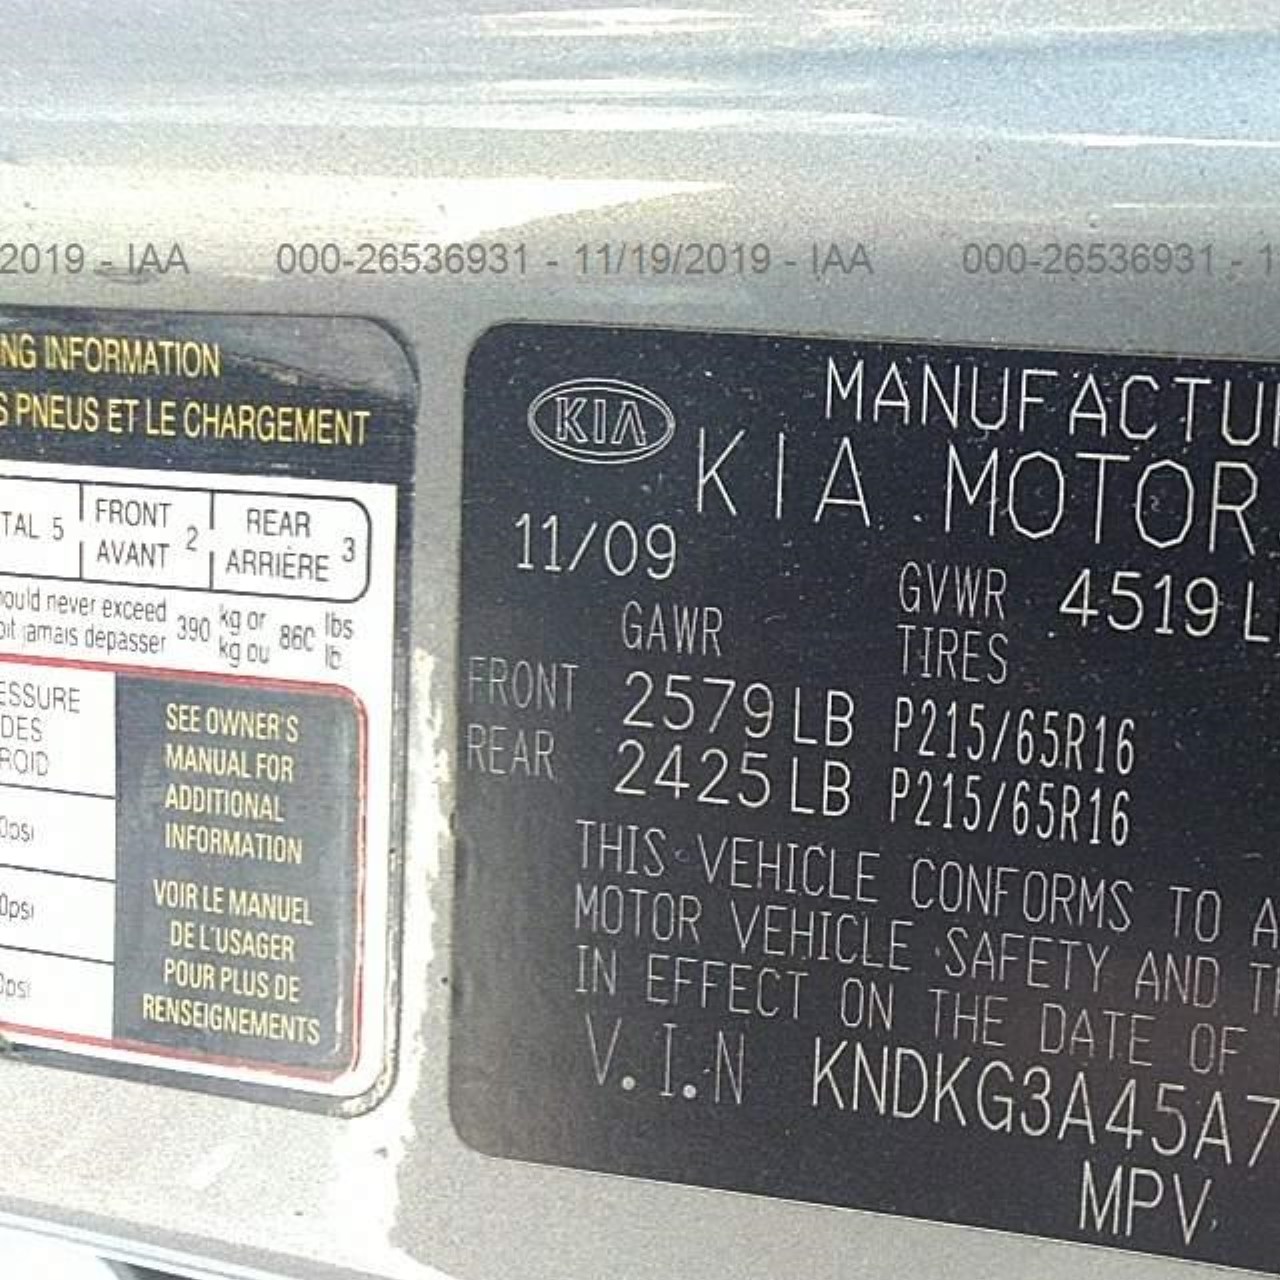 2019 - IAA 000-26536931 - 11/19/2019 - IAA 000-26536931 - 1
NG INFORMATION
S PNEUS ET LE CHARGEMENT
TAL 5 FRONT AVANT 2 REAR ARRIÈRE 3
ould never exceed 390 kg or 860 lbs
oit jamais depasser kg ou lb
ESSURE
DES
ROID
0psi
0psi
0psi
SEE OWNER'S
MANUAL FOR
ADDITIONAL
INFORMATION
VOIR LE MANUEL
DE L'USAGER
POUR PLUS DE
RENSEIGNEMENTS
KIA
MANUFACTU
KIA MOTOR
11/09
GVWR 4519 L
GAWR TIRES
FRONT 2579 LB P215/65R16
REAR 2425 LB P215/65R16
THIS VEHICLE CONFORMS TO A
MOTOR VEHICLE SAFETY AND T
IN EFFECT ON THE DATE OF
V.I.N KNDKG3A45A7
MPV